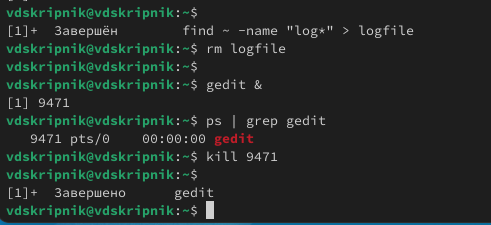 vdskripnik@vdskripnik:~$
[1]+  Завершён        find ~ -name "log*" > logfile
vdskripnik@vdskripnik:~$ rm logfile
vdskripnik@vdskripnik:~$
vdskripnik@vdskripnik:~$ gedit &
[1] 9471
vdskripnik@vdskripnik:~$ ps | grep gedit
   9471 pts/0    00:00:00 gedit
vdskripnik@vdskripnik:~$ kill 9471
vdskripnik@vdskripnik:~$
[1]+  Завершено      gedit
vdskripnik@vdskripnik:~$